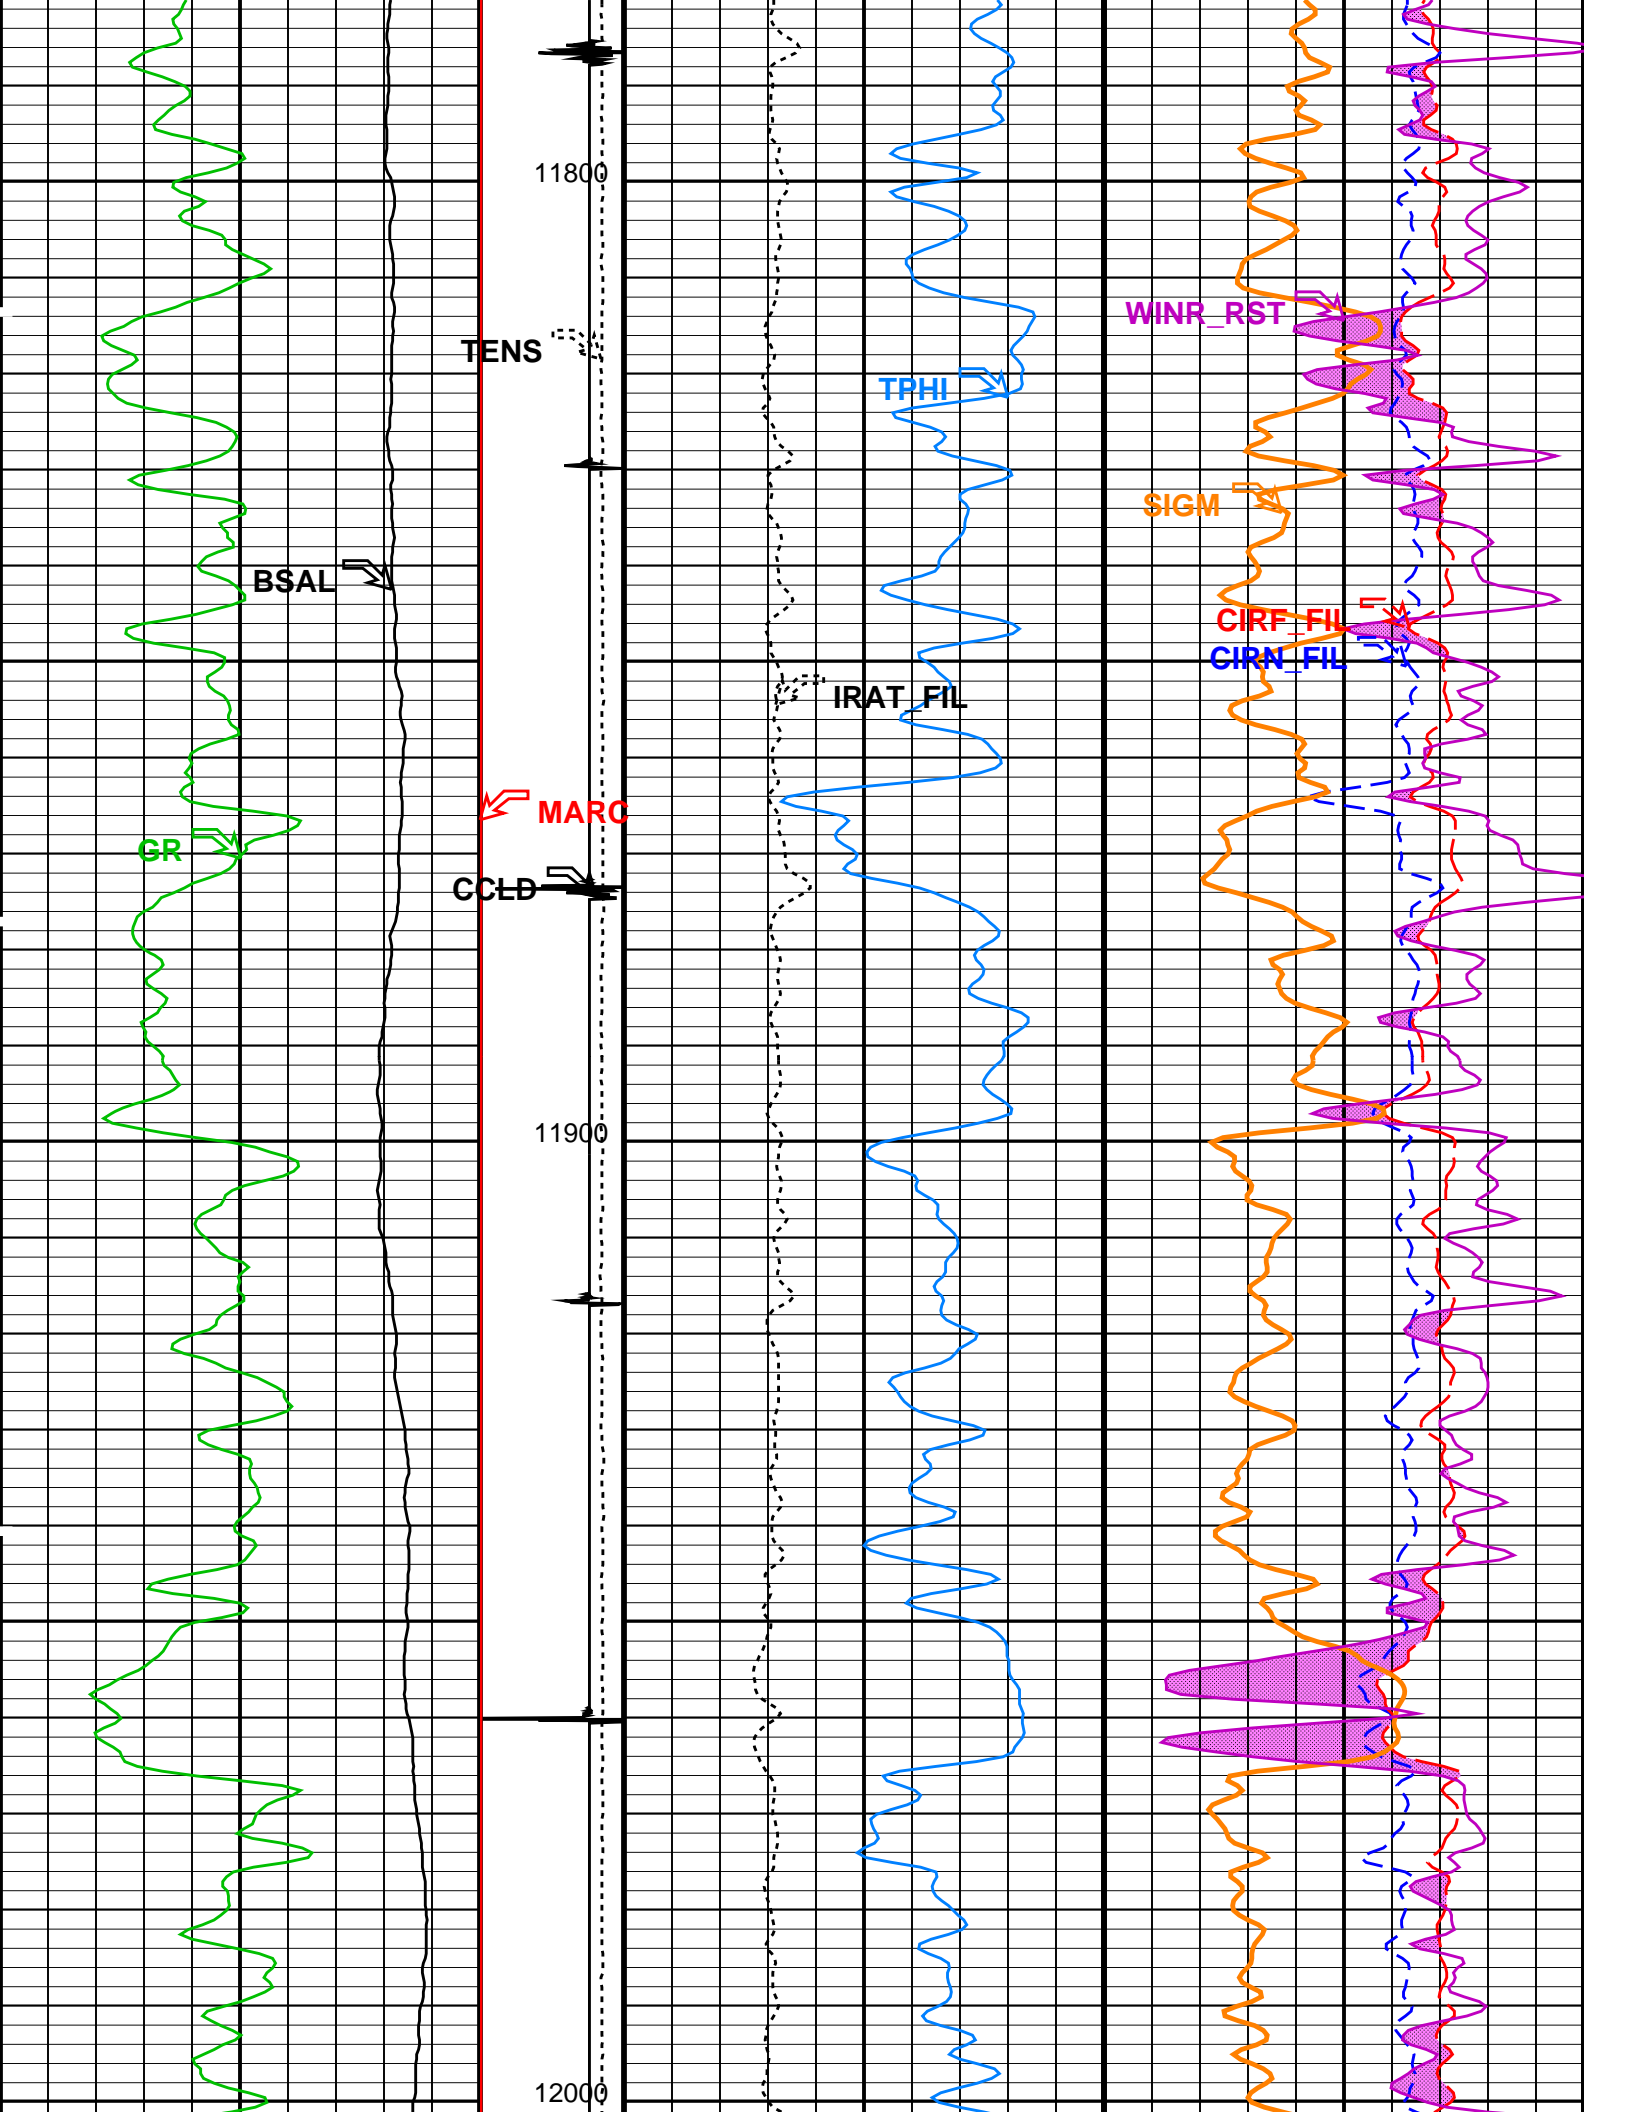 11800
WINR_RST
TENS
TPHI
SIGM
BSAL
CIRF_FIL
CIRN_FIL
IRAT_FIL
MARC
GR
CCLD
11900
12000